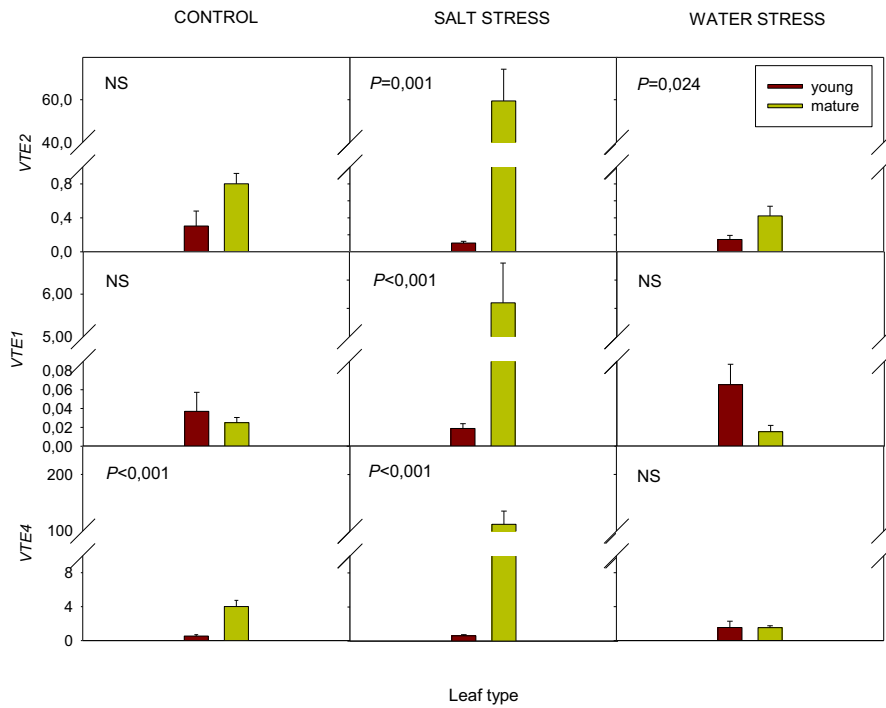 CONTROL SALT STRESS WATER STRESS
NS P=0,001 P=0,024
young
mature
VTE2
60,0
40,0
0,8
0,4
0,0
NS P<0,001 NS
VTE1
6,00
5,00
0,08
0,06
0,04
0,02
0,00
P<0,001 P<0,001 NS
VTE4
200
100
8
4
0
Leaf type